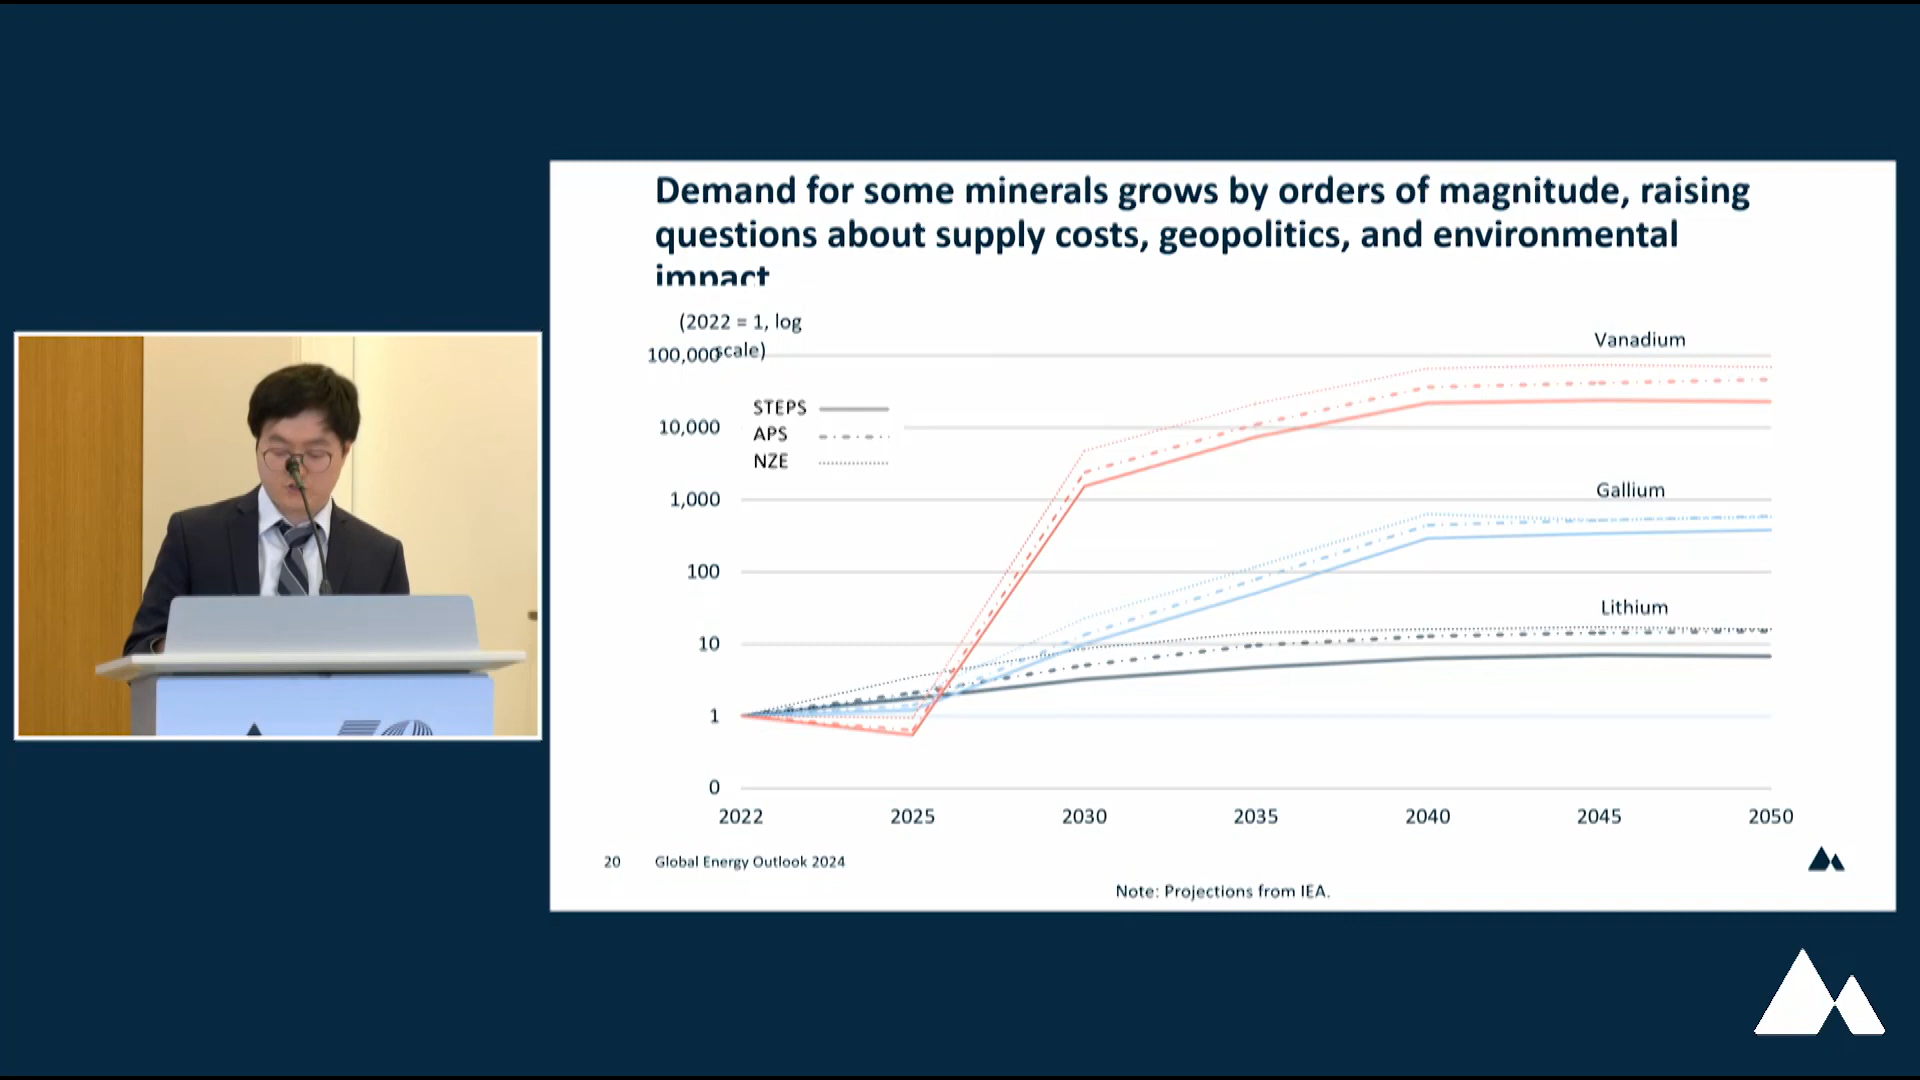 Demand for some minerals grows by orders of magnitude, raising
questions about supply costs, geopolitics, and environmental
impact
(2022 = 1, log
scale)
100,000
10,000
1,000
100
10
1
0
STEPS
APS
NZE
Vanadium
Gallium
Lithium
2022 2025 2030 2035 2040 2045 2050
20 Global Energy Outlook 2024
Note: Projections from IEA.